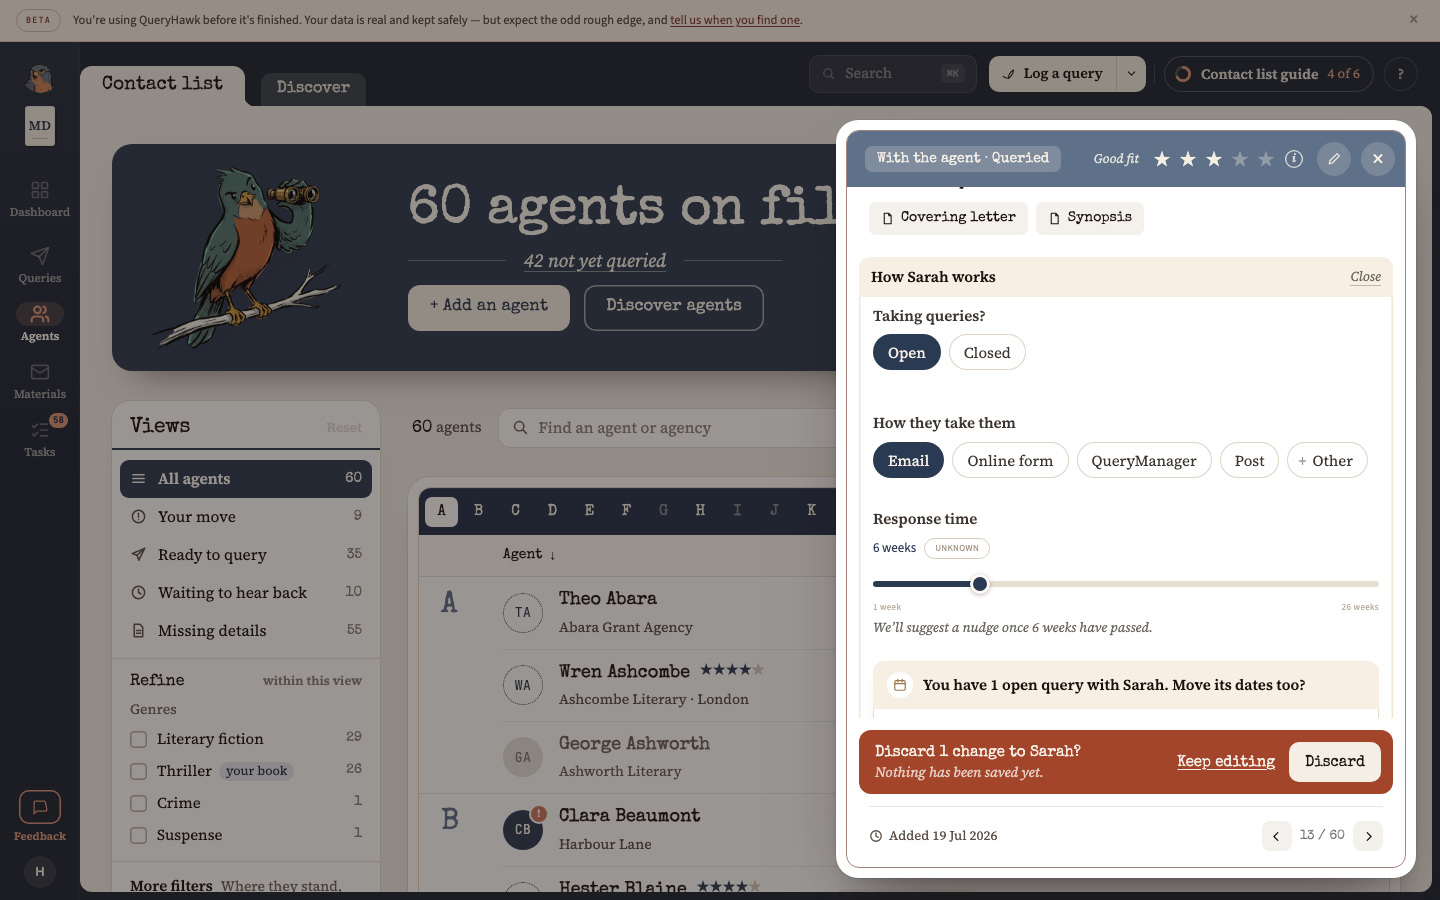 BETA You're using QueryHawk before it's finished. Your data is real and kept safely — but expect the odd rough edge, and tell us when you find one. ×
MD
Dashboard
Queries
Agents
Materials
58
Tasks
Feedback
H
Contact list
Discover
Search ⌘K
Log a query
Contact list guide 4 of 6
?
60 agents on fil
42 not yet queried
+ Add an agent
Discover agents
Views Reset
All agents 60
Your move 9
Ready to query 35
Waiting to hear back 10
Missing details 55
Refine within this view
Genres
Literary fiction 29
Thriller your book 26
Crime 1
Suspense 1
More filters Where they stand,
60 agents
Find an agent or agency
A B C D E F G H I J K
Agent ↓
A
TA
Theo Abara
Abara Grant Agency
WA
Wren Ashcombe ★★★★★
Ashcombe Literary · London
GA
George Ashworth
Ashworth Literary
B
CB
!
Clara Beaumont
Harbour Lane
Hester Blaine ★★★★★
With the agent · Queried
Good fit ★★★★★ i
×
Covering letter
Synopsis
How Sarah works Close
Taking queries?
Open Closed
How they take them
Email Online form QueryManager Post + Other
Response time
6 weeks UNKNOWN
1 week 26 weeks
We'll suggest a nudge once 6 weeks have passed.
You have 1 open query with Sarah. Move its dates too?
Discard 1 change to Sarah?
Nothing has been saved yet.
Keep editing
Discard
Added 19 Jul 2026
‹ 13 / 60 ›